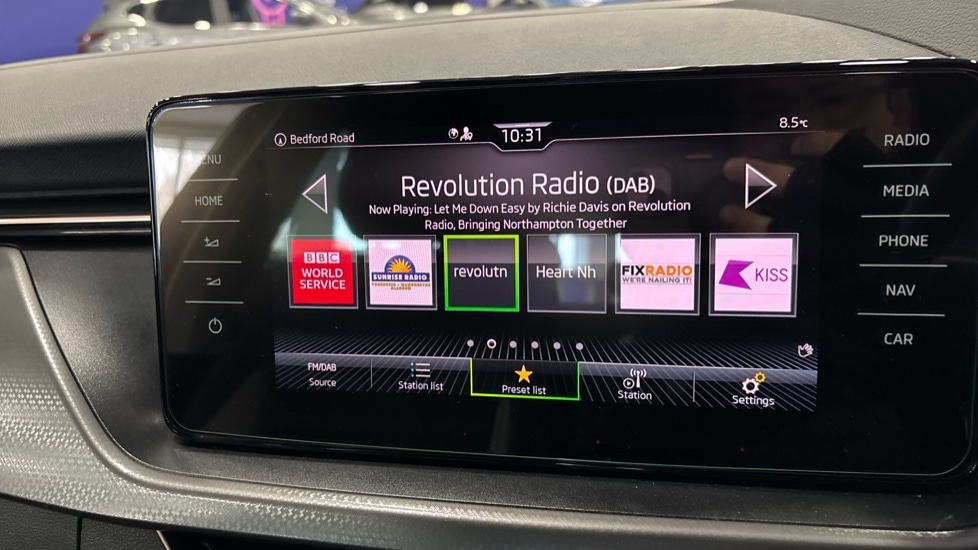 Bedford Road
10:31
8.5°C
ENU
HOME
RADIO
MEDIA
PHONE
NAV
CAR
Revolution Radio (DAB)
Now Playing: Let Me Down Easy by Richie Davis on Revolution
Radio, Bringing Northampton Together
BBC
WORLD
SERVICE
SUNRISE RADIO
revolutn
Heart Nh
FIXRADIO
WE'RE NAILING IT!
KISS
FM/DAB
Source
Station list
Preset list
Station
Settings